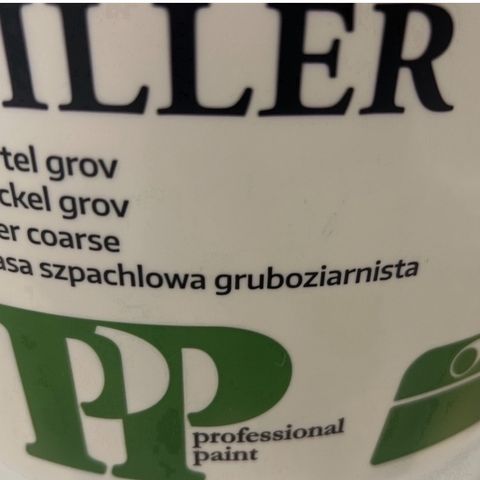 ILLER
tel grov
ckel grov
er coarse
asa szpachlowa gruboziarnista
PP
professional
paint